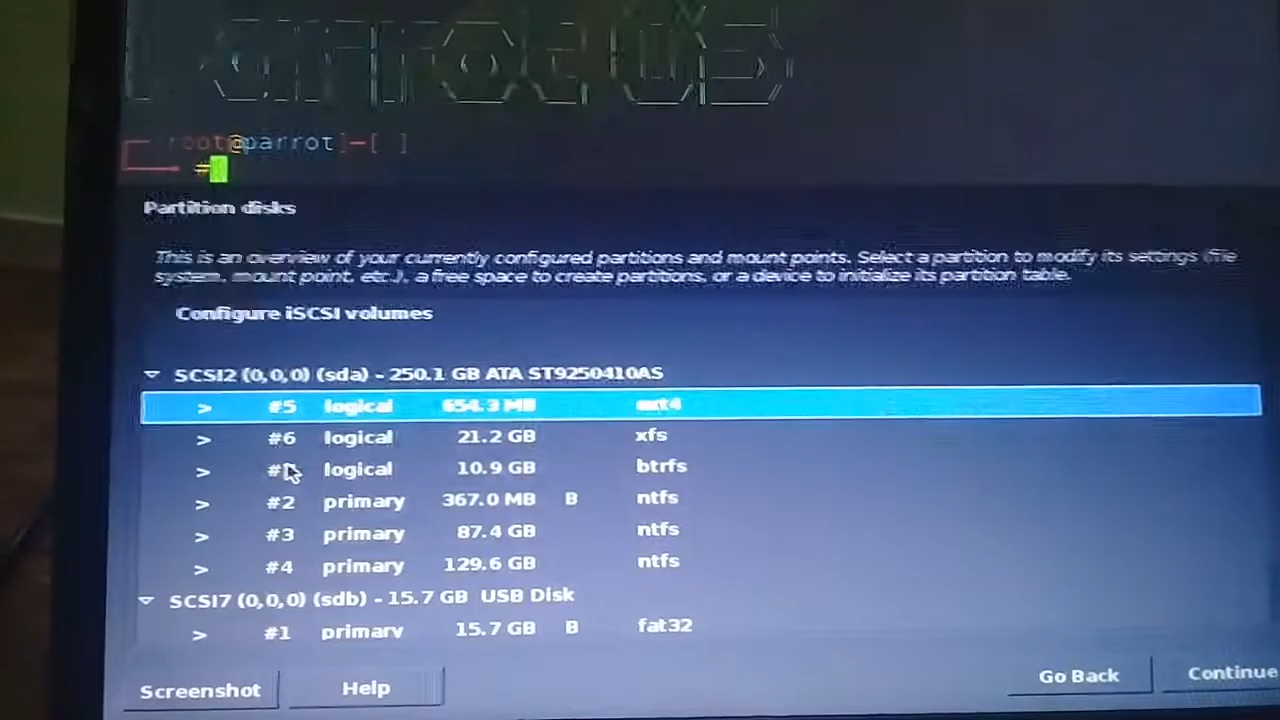 Parrot OS
root@parrot]─[ ]
#
Partition disks
This is an overview of your currently configured partitions and mount points. Select a partition to modify its settings (file
system, mount point, etc.), a free space to create partitions, or a device to initialize its partition table.
Configure iSCSI volumes
SCSI2 (0,0,0) (sda) - 250.1 GB ATA ST9250410AS
> #5 logical 654.3 MB ext4
> #6 logical 21.2 GB xfs
> # logical 10.9 GB btrfs
> #2 primary 367.0 MB B ntfs
> #3 primary 87.4 GB ntfs
> #4 primary 129.6 GB ntfs
SCSI7 (0,0,0) (sdb) - 15.7 GB USB Disk
> #1 primary 15.7 GB B fat32
Screenshot Help Go Back Continue